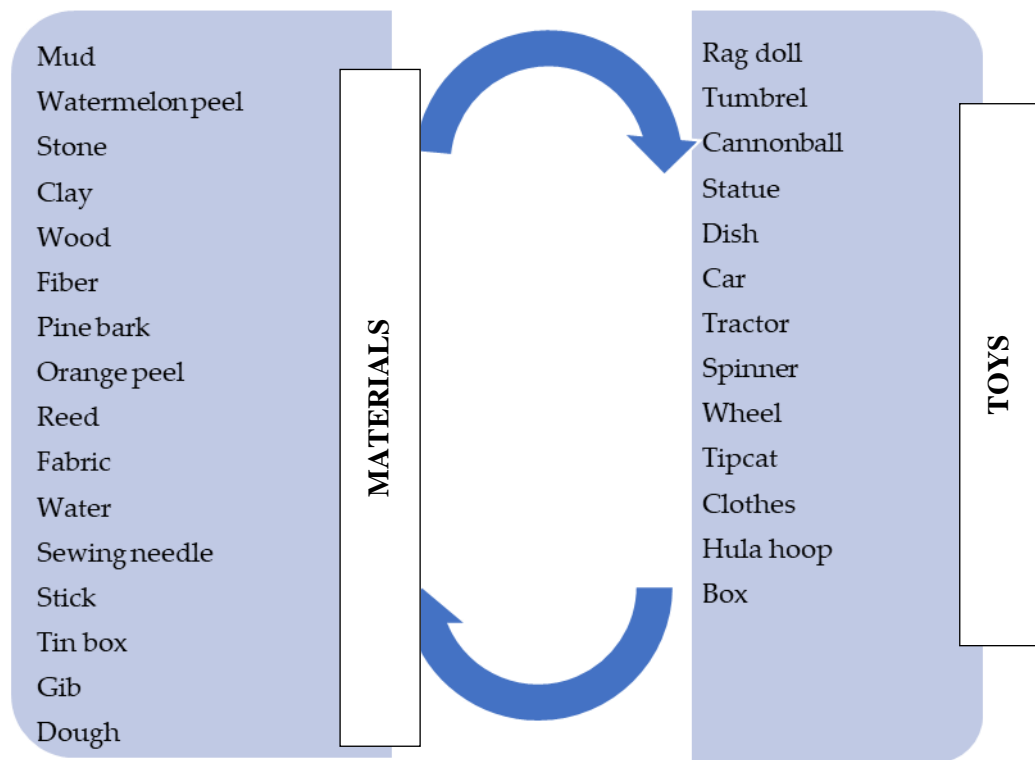 Mud
Watermelon peel
Stone
Clay
Wood
Fiber
Pine bark
Orange peel
Reed
Fabric
Water
Sewing needle
Stick
Tin box
Gib
Dough
MATERIALS
Rag doll
Tumbrel
Cannonball
Statue
Dish
Car
Tractor
Spinner
Wheel
Tipcat
Clothes
Hula hoop
Box
TOYS